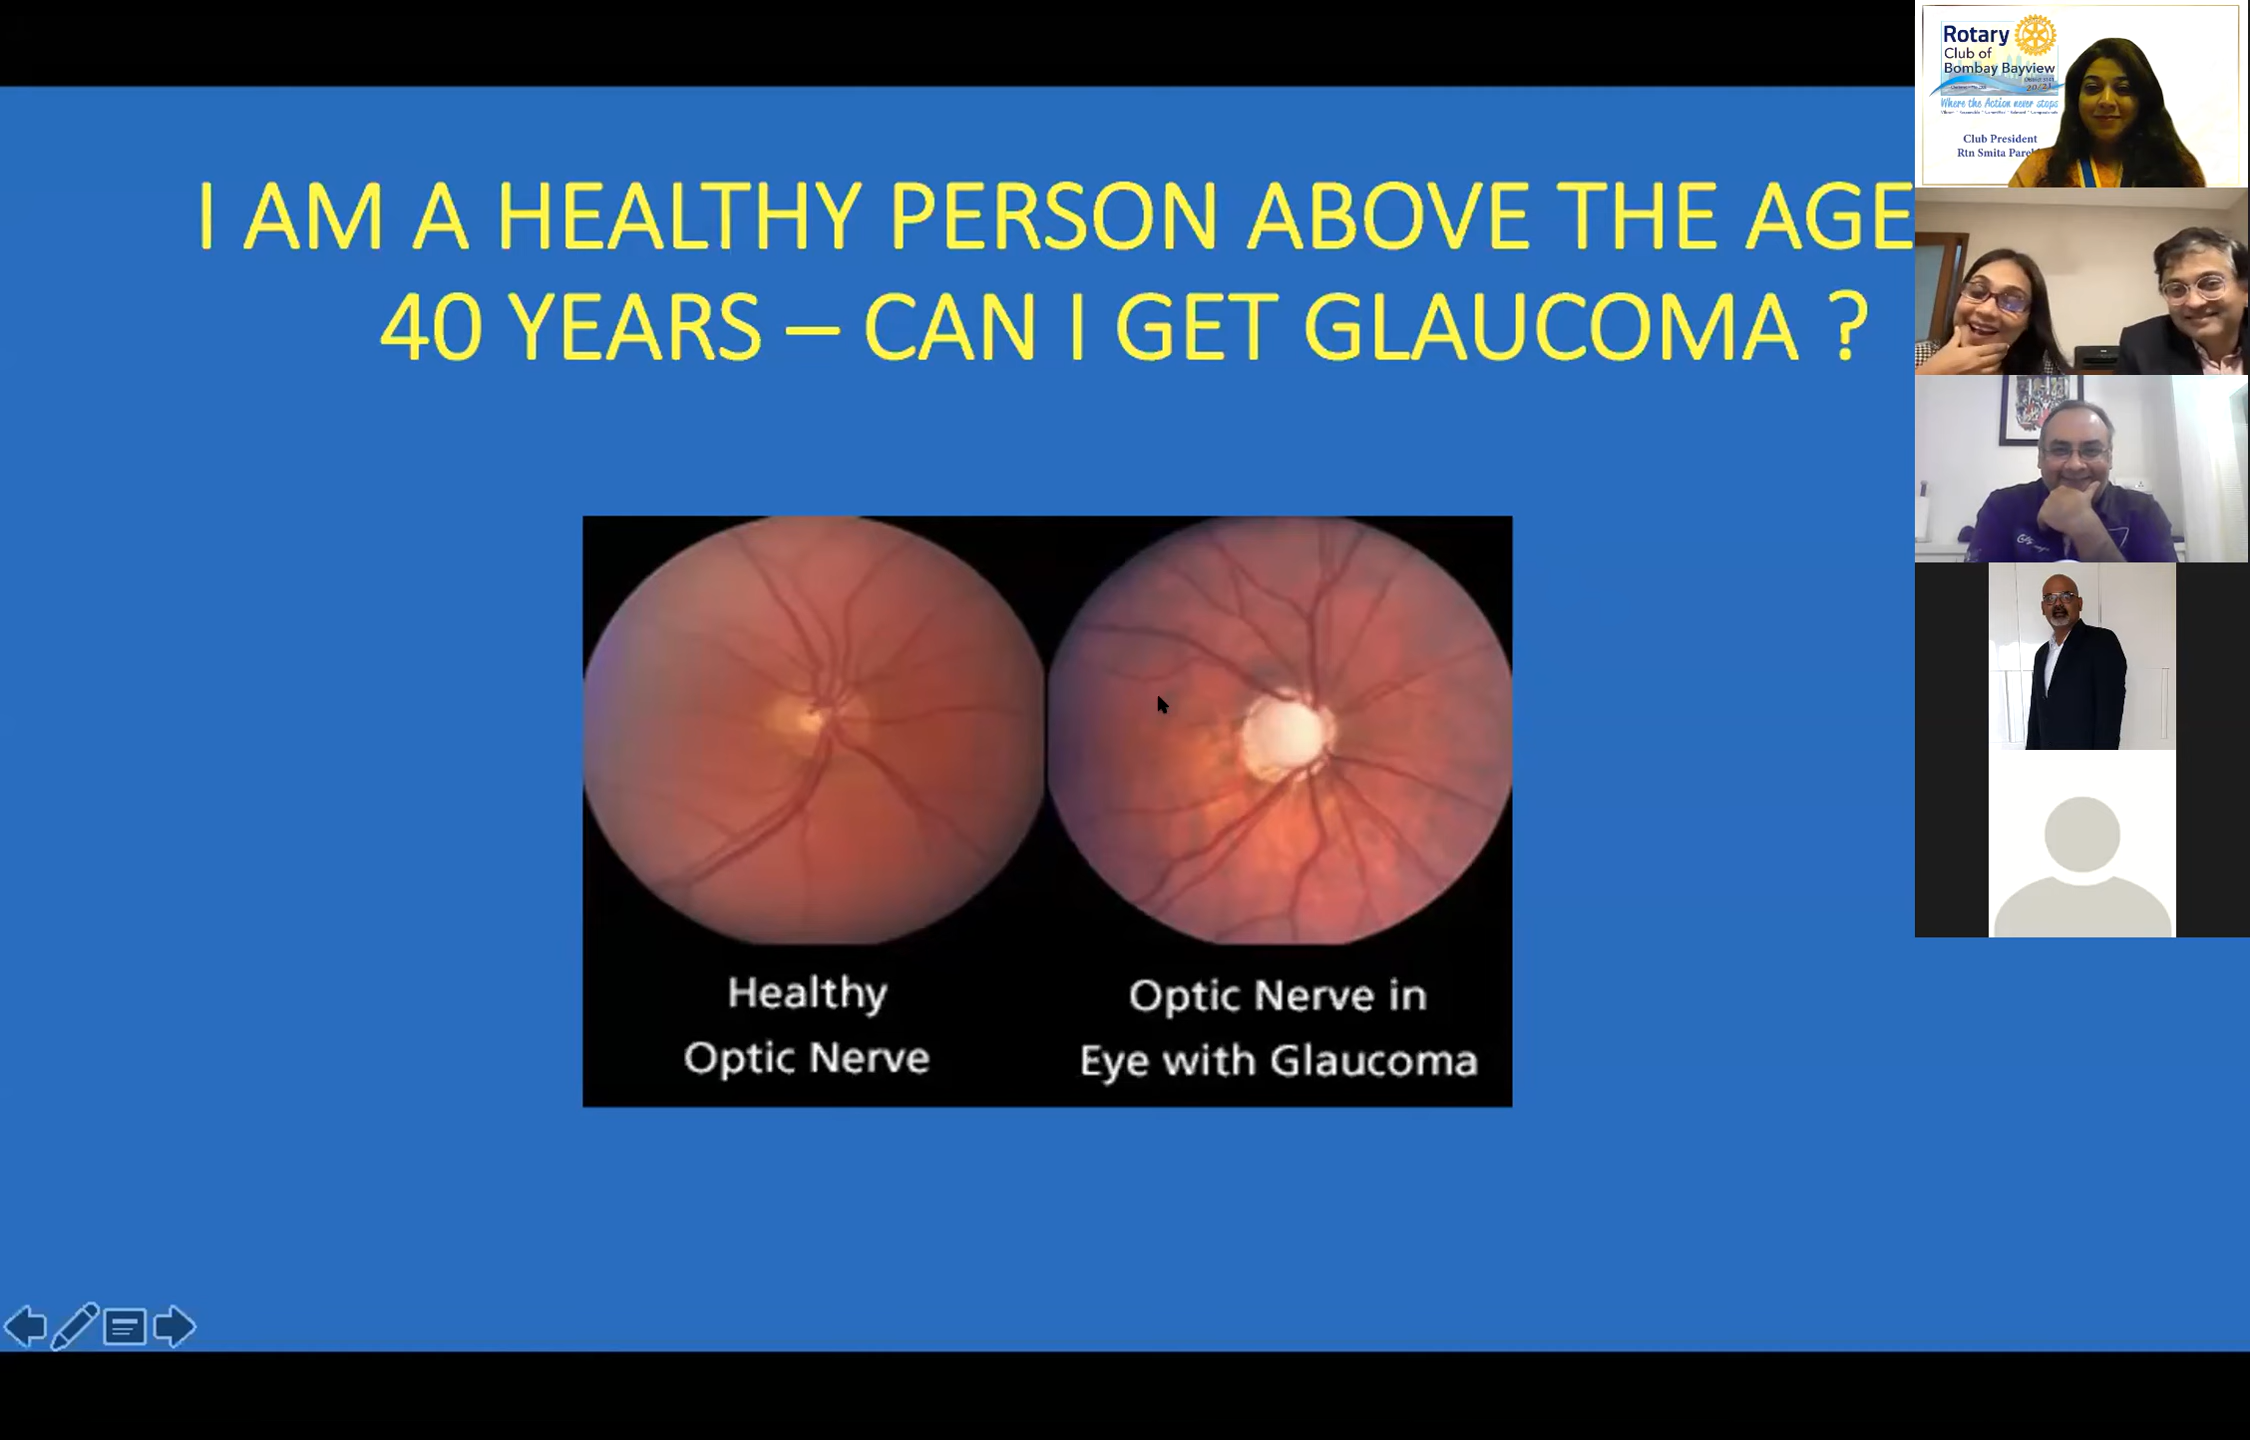 I AM A HEALTHY PERSON ABOVE THE AGE
40 YEARS – CAN I GET GLAUCOMA ?
Healthy
Optic Nerve
Optic Nerve in
Eye with Glaucoma
Rotary
Club of
Bombay Bayview
Where the Action never stops
Club President
Rtn Smita